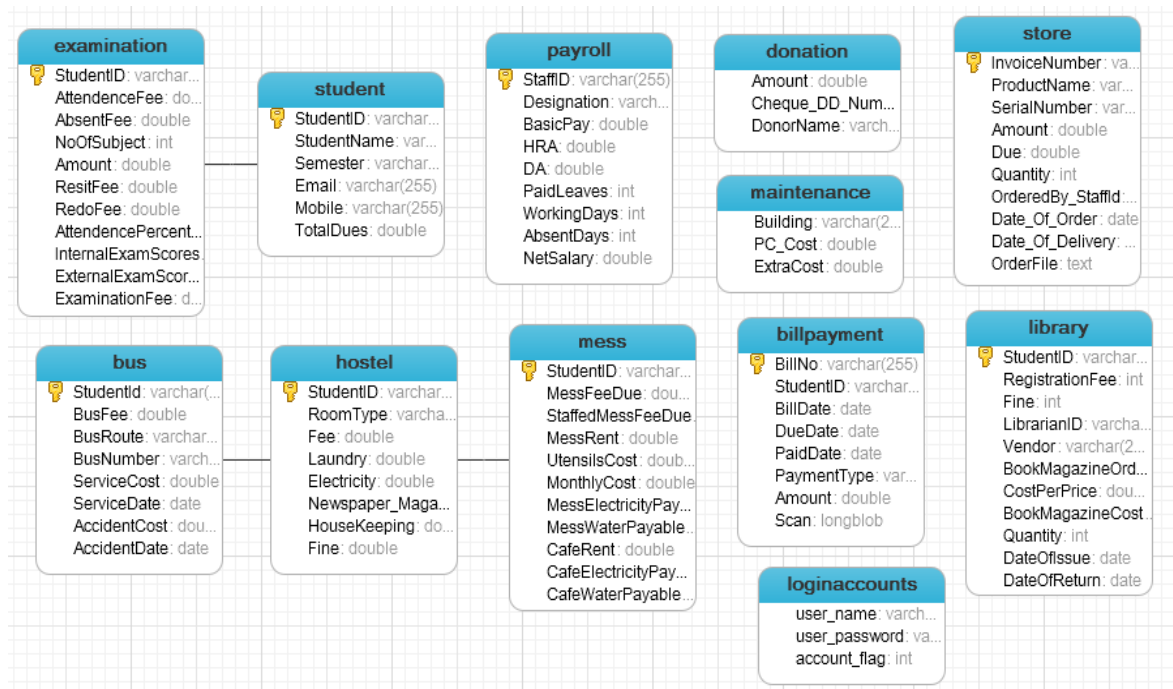 examination
StudentID: varchar...
AttendenceFee: do...
AbsentFee: double
NoOfSubject: int
Amount: double
ResitFee: double
RedoFee: double
AttendencePercent...
InternalExamScores.
ExternalExamScor...
ExaminationFee: d...
student
StudentID: varchar...
StudentName: var...
Semester: varchar...
Email: varchar(255)
Mobile: varchar(255)
TotalDues: double
payroll
StaffID: varchar(255)
Designation: varch...
BasicPay: double
HRA: double
DA: double
PaidLeaves: int
WorkingDays: int
AbsentDays: int
NetSalary: double
donation
Amount: double
Cheque_DD_Num...
DonorName: varch...
maintenance
Building: varchar(2...
PC_Cost: double
ExtraCost: double
store
InvoiceNumber: va...
ProductName: var...
SerialNumber: var...
Amount: double
Due: double
Quantity: int
OrderedBy_StaffId:...
Date_Of_Order: date
Date_Of_Delivery: ...
OrderFile: text
bus
StudentId: varchar(...
BusFee: double
BusRoute: varchar...
BusNumber: varch...
ServiceCost: double
ServiceDate: date
AccidentCost: dou...
AccidentDate: date
hostel
StudentID: varchar...
RoomType: varcha...
Fee: double
Laundry: double
Electricity: double
Newspaper_Maga...
HouseKeeping: do...
Fine: double
mess
StudentID: varchar...
MessFeeDue: dou...
StaffedMessFeeDue.
MessRent: double
UtensilsCost: doub...
MonthlyCost: double
MessElectricityPay...
MessWaterPayable..
CafeRent: double
CafeElectricityPay...
CafeWaterPayable...
billpayment
BillNo: varchar(255)
StudentID: varchar...
BillDate: date
DueDate: date
PaidDate: date
PaymentType: var...
Amount: double
Scan: longblob
library
StudentID: varchar...
RegistrationFee: int
Fine: int
LibrarianID: varcha...
Vendor: varchar(2...
BookMagazineOrd...
CostPerPrice: dou...
BookMagazineCost.
Quantity: int
DateOfIssue: date
DateOfReturn: date
loginaccounts
user_name: varch...
user_password: va...
account_flag: int